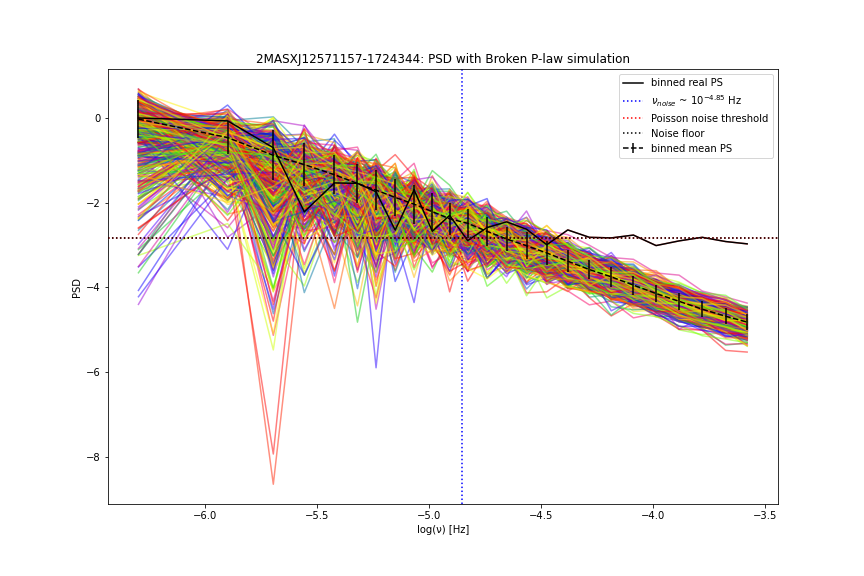 2MASXJ12571157-1724344: PSD with Broken P-law simulation
binned real PS
ν_noise ~ 10^−4.85 Hz
Poisson noise threshold
Noise floor
binned mean PS
PSD
0
−2
−4
−6
−8
−6.0 −5.5 −5.0 −4.5 −4.0 −3.5
log(ν) [Hz]